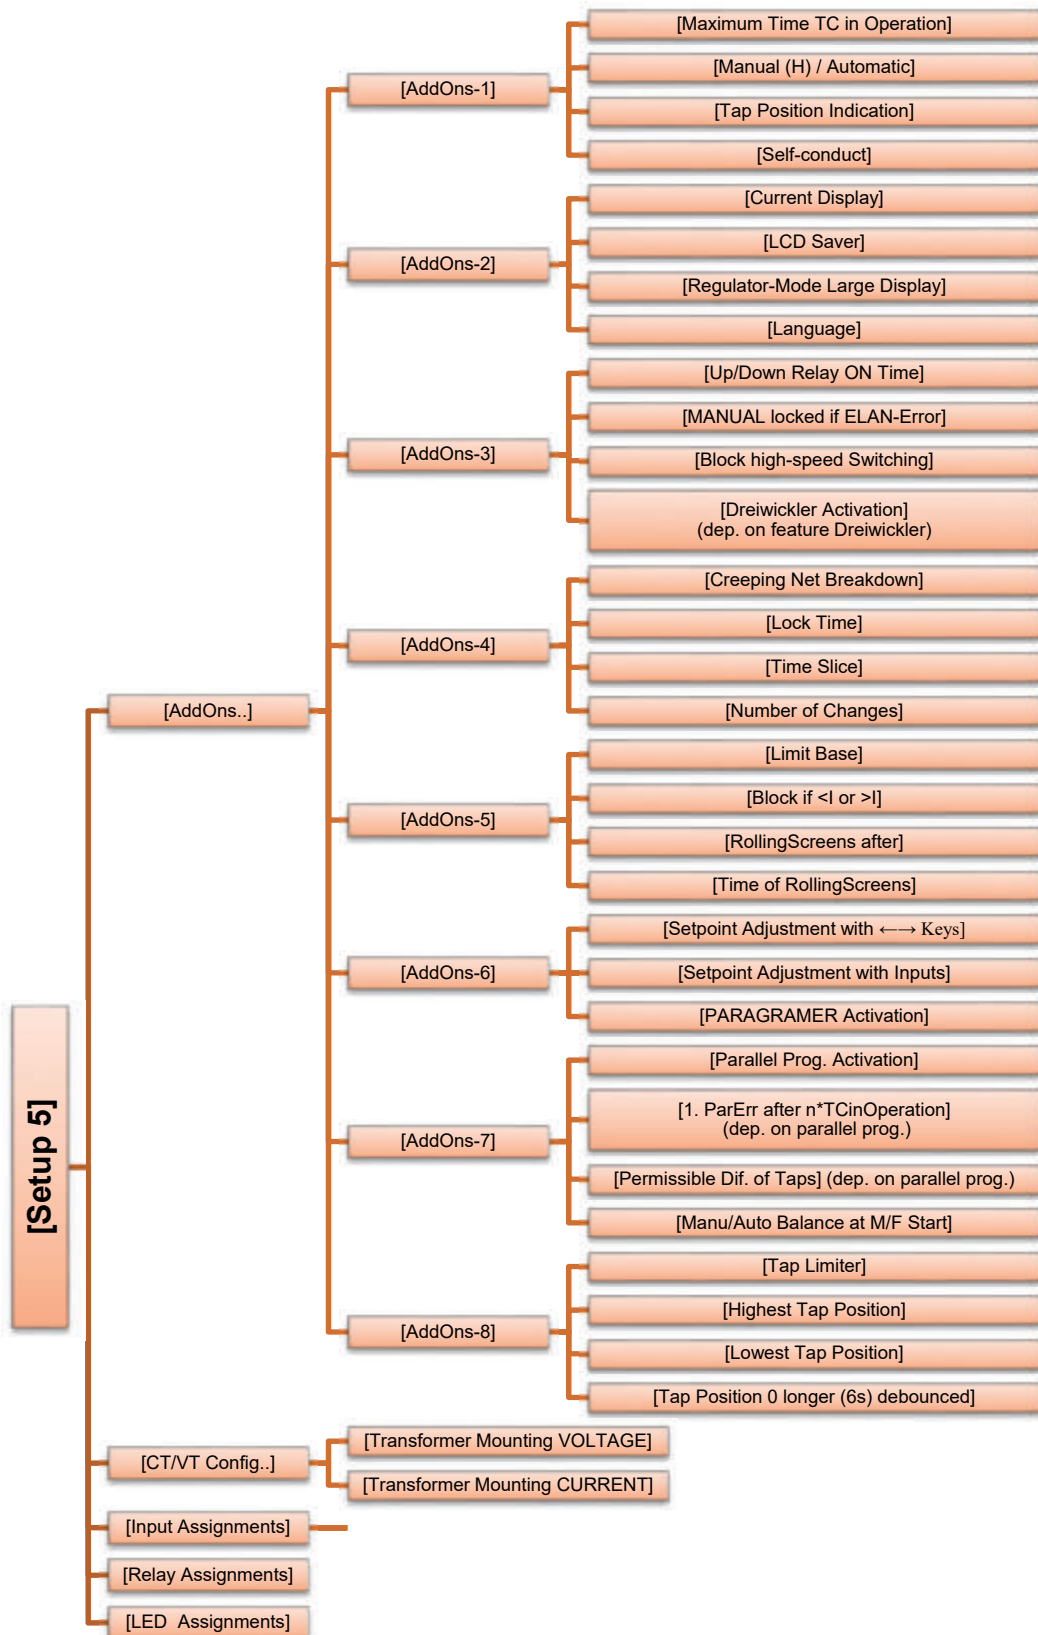 [Setup 5]
[AddOns..]
[AddOns-1]
[Maximum Time TC in Operation]
[Manual (H) / Automatic]
[Tap Position Indication]
[Self-conduct]
[AddOns-2]
[Current Display]
[LCD Saver]
[Regulator-Mode Large Display]
[Language]
[AddOns-3]
[Up/Down Relay ON Time]
[MANUAL locked if ELAN-Error]
[Block high-speed Switching]
[Dreiwickler Activation]
(dep. on feature Dreiwickler)
[AddOns-4]
[Creeping Net Breakdown]
[Lock Time]
[Time Slice]
[Number of Changes]
[AddOns-5]
[Limit Base]
[Block if <I or >I]
[RollingScreens after]
[Time of RollingScreens]
[AddOns-6]
[Setpoint Adjustment with ←→ Keys]
[Setpoint Adjustment with Inputs]
[PARAGRAMER Activation]
[AddOns-7]
[Parallel Prog. Activation]
[1. ParErr after n*TCinOperation]
(dep. on parallel prog.)
[Permissible Dif. of Taps] (dep. on parallel prog.)
[Manu/Auto Balance at M/F Start]
[AddOns-8]
[Tap Limiter]
[Highest Tap Position]
[Lowest Tap Position]
[Tap Position 0 longer (6s) debounced]
[CT/VT Config..]
[Transformer Mounting VOLTAGE]
[Transformer Mounting CURRENT]
[Input Assignments]
[Relay Assignments]
[LED  Assignments]